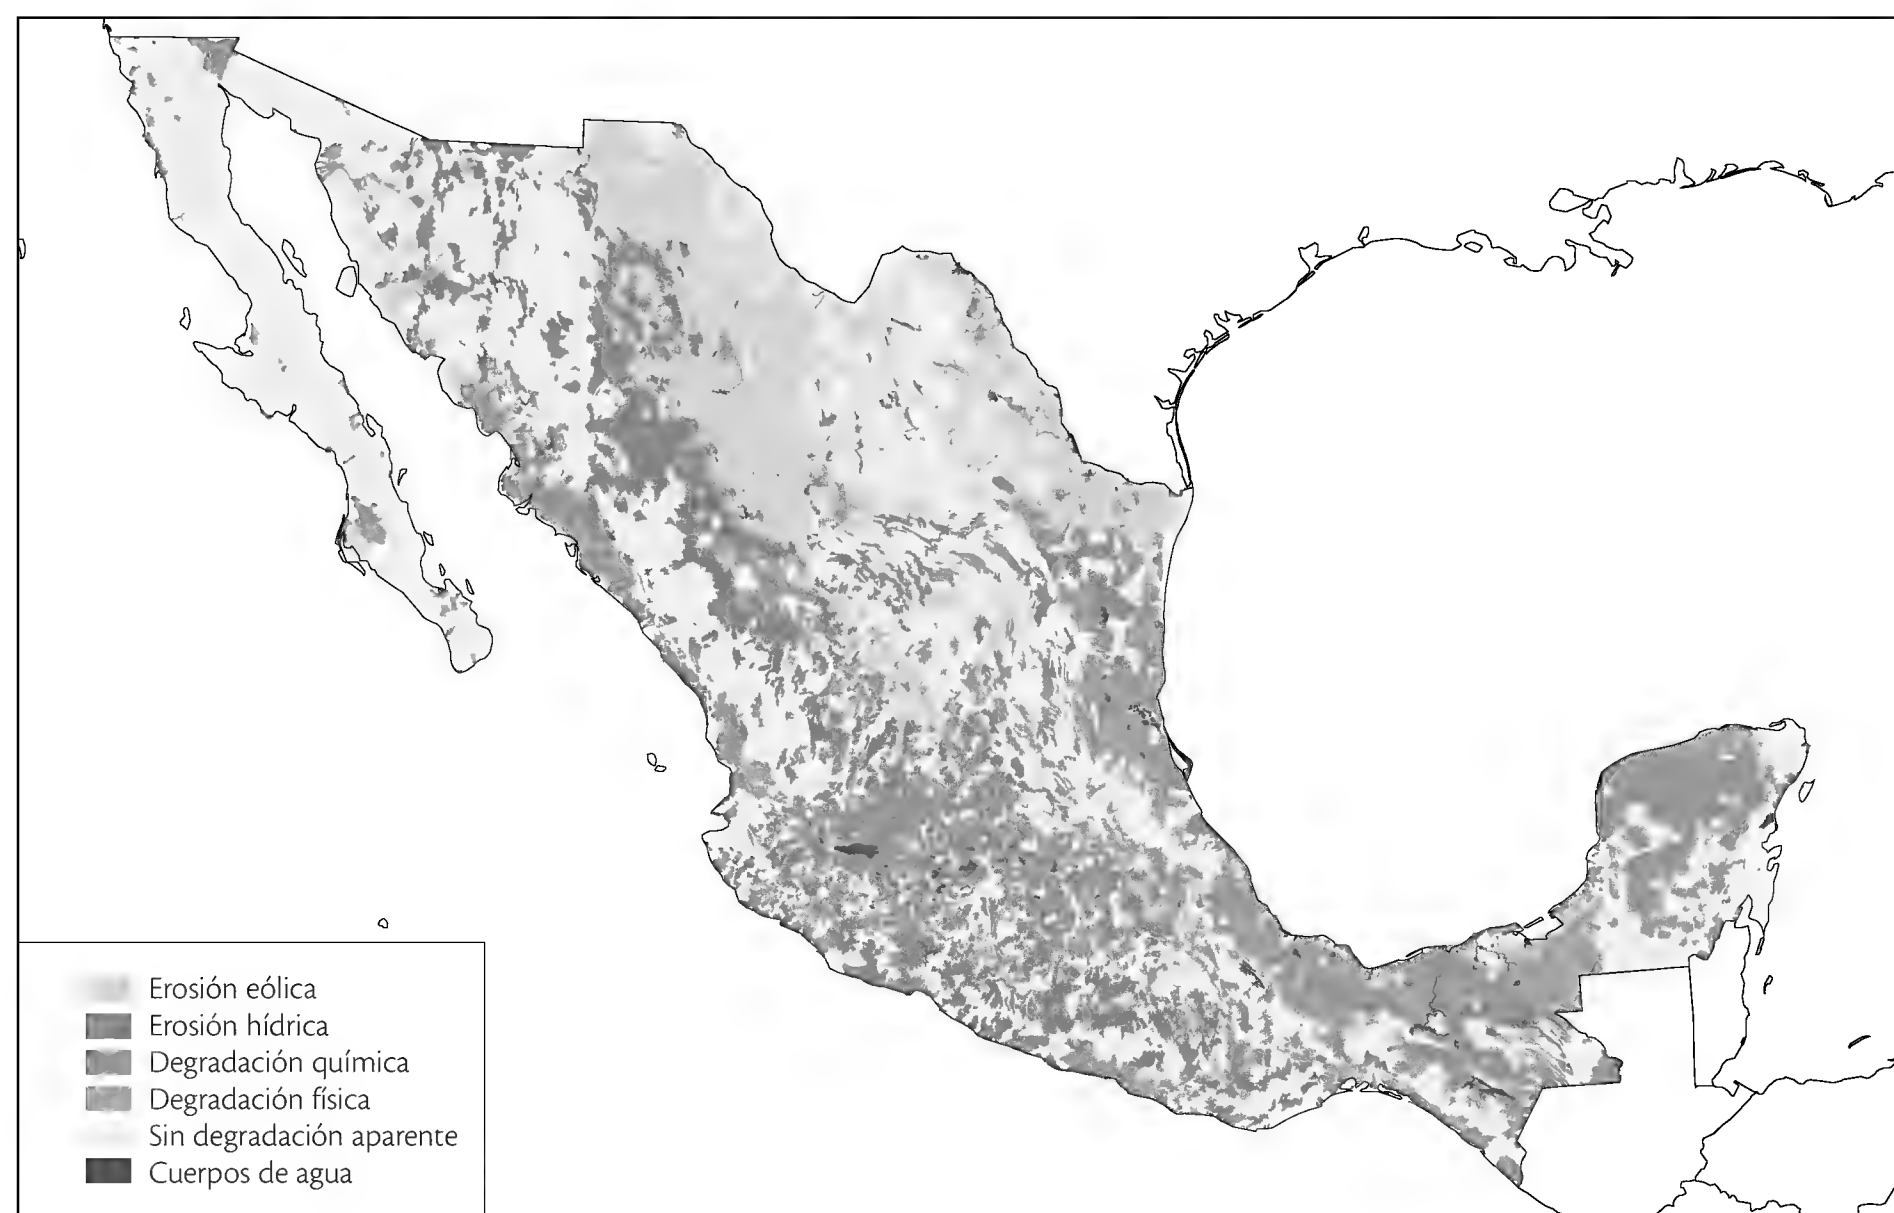 Erosión eólica
Erosión hídrica
Degradación química
Degradación física
Sin degradación aparente
Cuerpos de agua